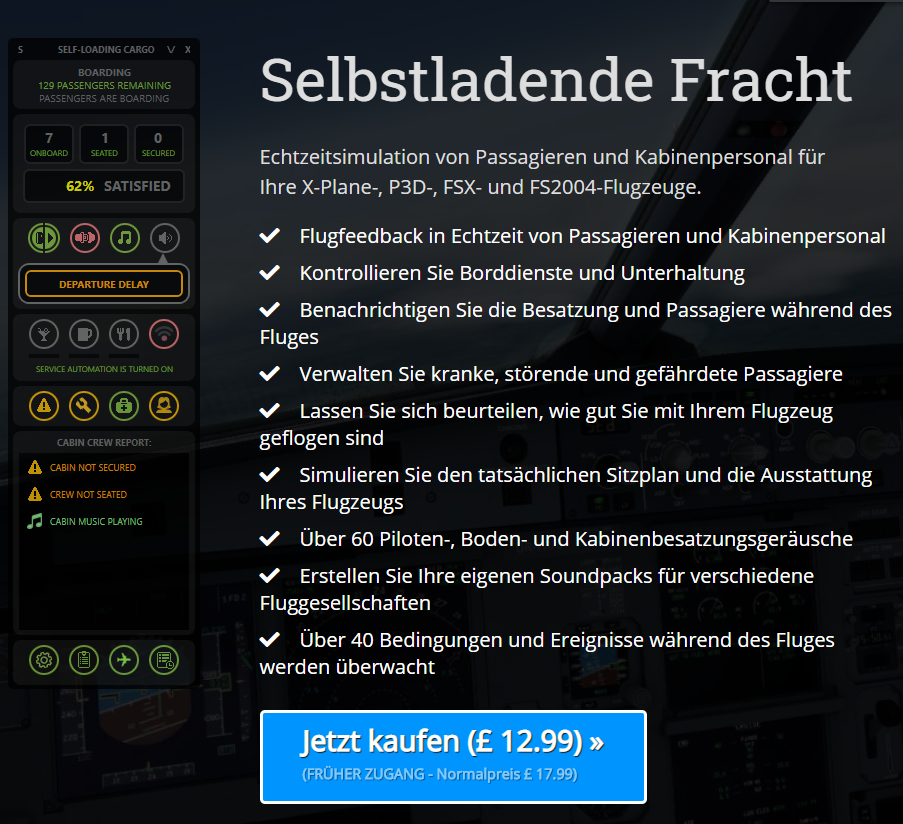 5 SELF-LOADING CARGO V X
BOARDING
129 PASSENGERS REMAINING
PASSENGERS ARE BOARDING
7 1 0
ONBOARD SEATED SECURED
62% SATISFIED
DEPARTURE DELAY
SERVICE AUTOMATION IS TURNED ON
CABIN CREW REPORT:
CABIN NOT SECURED
CREW NOT SEATED
CABIN MUSIC PLAYING
Selbstladende Fracht
Echtzeitsimulation von Passagieren und Kabinenpersonal für
Ihre X-Plane-, P3D-, FSX- und FS2004-Flugzeuge.
Flugfeedback in Echtzeit von Passagieren und Kabinenpersonal
Kontrollieren Sie Borddienste und Unterhaltung
Benachrichtigen Sie die Besatzung und Passagiere während des
Fluges
Verwalten Sie kranke, störende und gefährdete Passagiere
Lassen Sie sich beurteilen, wie gut Sie mit Ihrem Flugzeug
geflogen sind
Simulieren Sie den tatsächlichen Sitzplan und die Ausstattung
Ihres Flugzeugs
Über 60 Piloten-, Boden- und Kabinenbesatzungsgeräusche
Erstellen Sie Ihre eigenen Soundpacks für verschiedene
Fluggesellschaften
Über 40 Bedingungen und Ereignisse während des Fluges
werden überwacht
Jetzt kaufen (£ 12.99) »
(FRÜHER ZUGANG - Normalpreis £ 17.99)